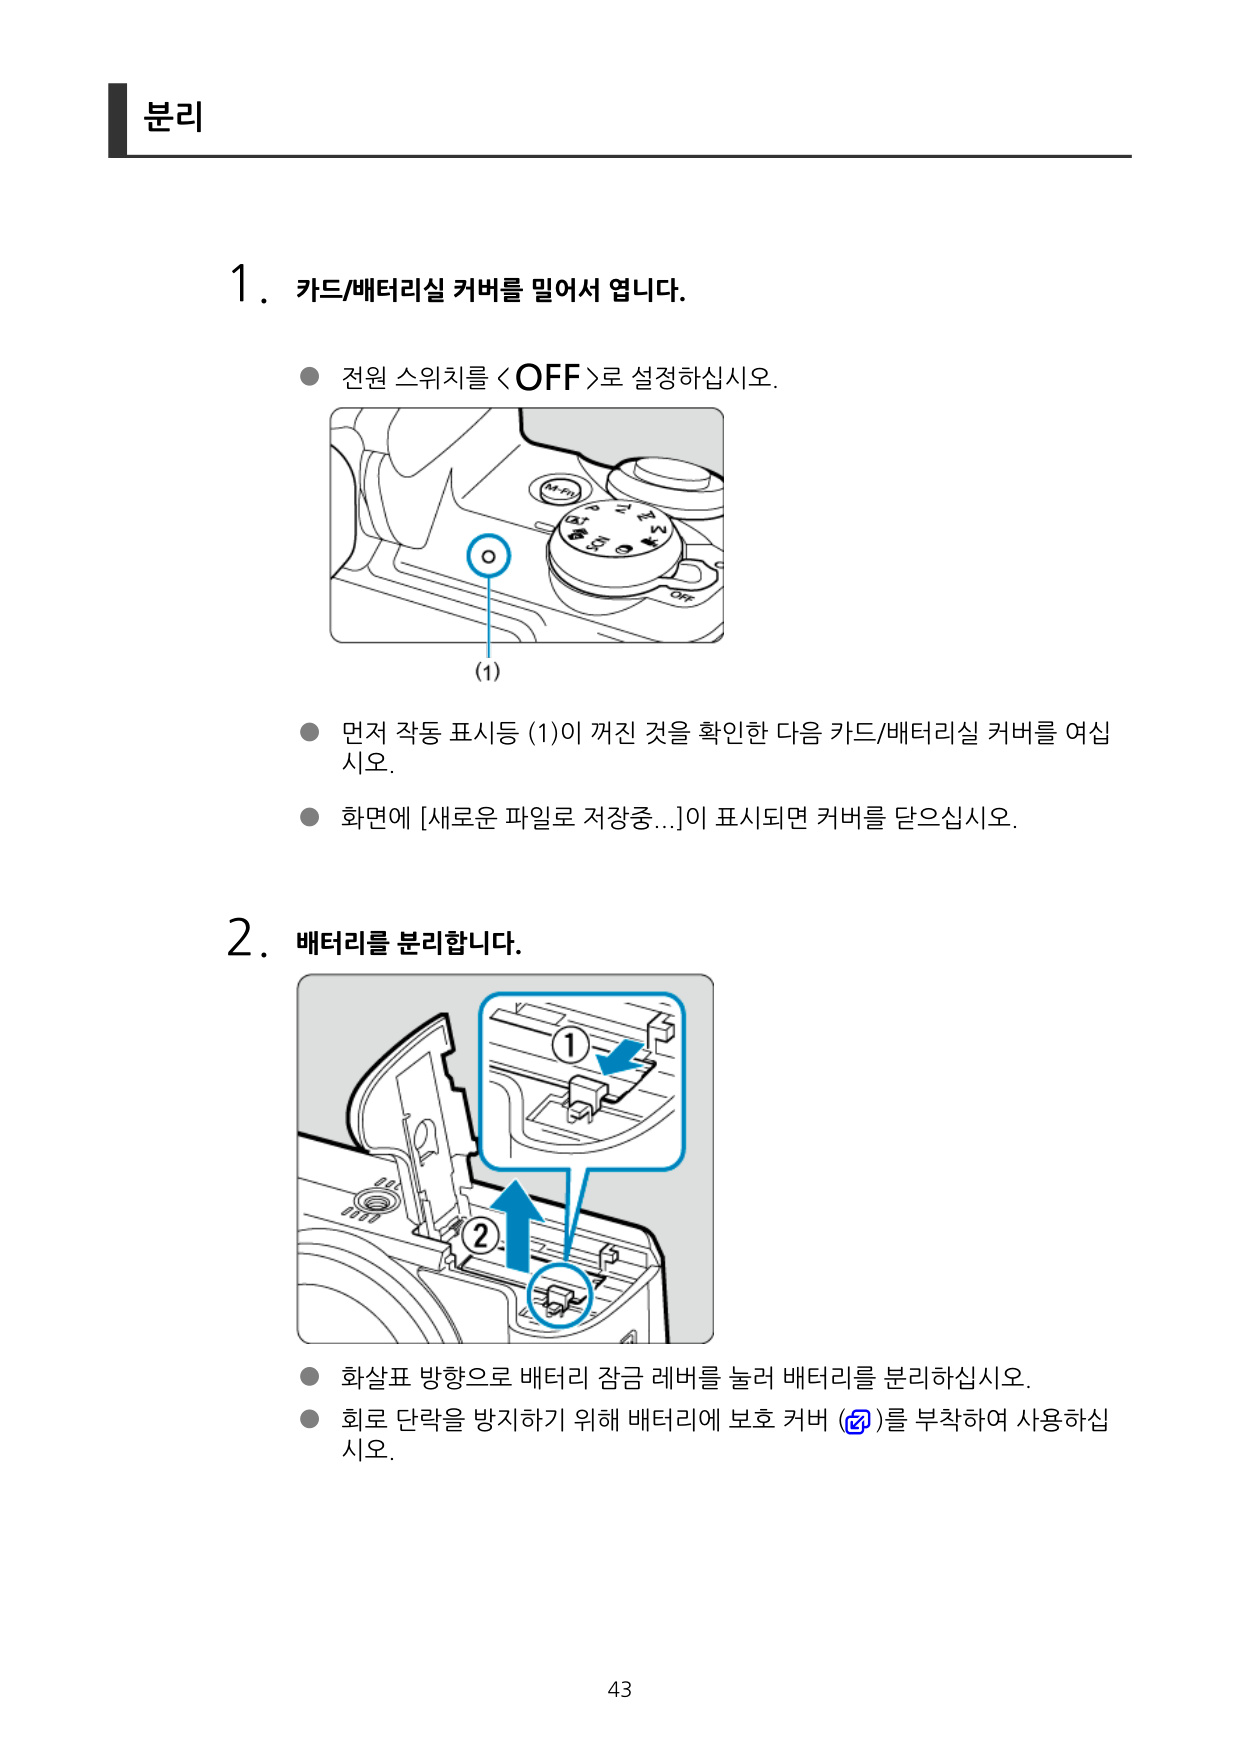 분리
1. 카드/배터리실 커버를 밀어서 엽니다.
● 전원 스위치를 <OFF>로 설정하십시오.
M-Fn
P Tv Av M
SCN
OFF
(1)
● 먼저 작동 표시등 (1)이 꺼진 것을 확인한 다음 카드/배터리실 커버를 여십
시오.
● 화면에 [새로운 파일로 저장중...]이 표시되면 커버를 닫으십시오.
2. 배터리를 분리합니다.
①
②
● 화살표 방향으로 배터리 잠금 레버를 눌러 배터리를 분리하십시오.
● 회로 단락을 방지하기 위해 배터리에 보호 커버 ( )를 부착하여 사용하십
시오.
43